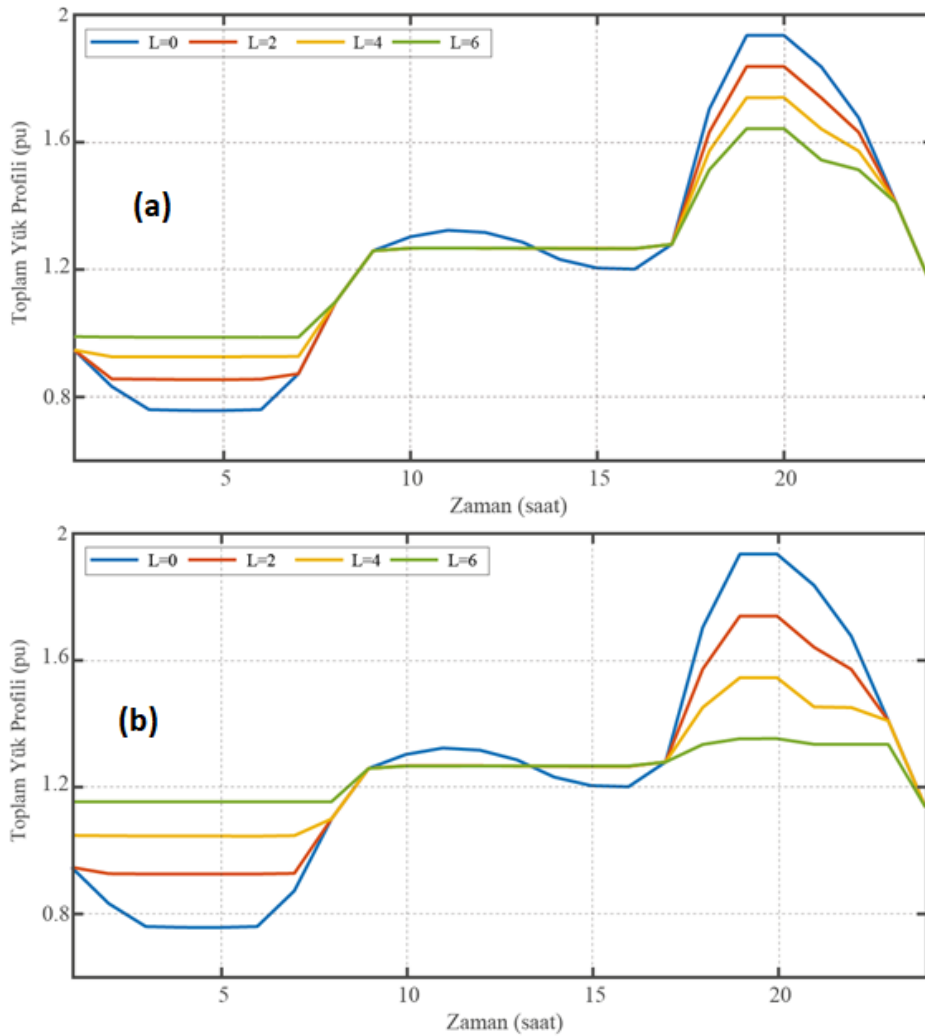 2
L=0 L=2 L=4 L=6
1.6
(a)
1.2
0.8
Toplam Yük Profili (pu)
5 10 15 20
Zaman (saat)
2
L=0 L=2 L=4 L=6
1.6
(b)
1.2
0.8
Toplam Yük Profili (pu)
5 10 15 20
Zaman (saat)